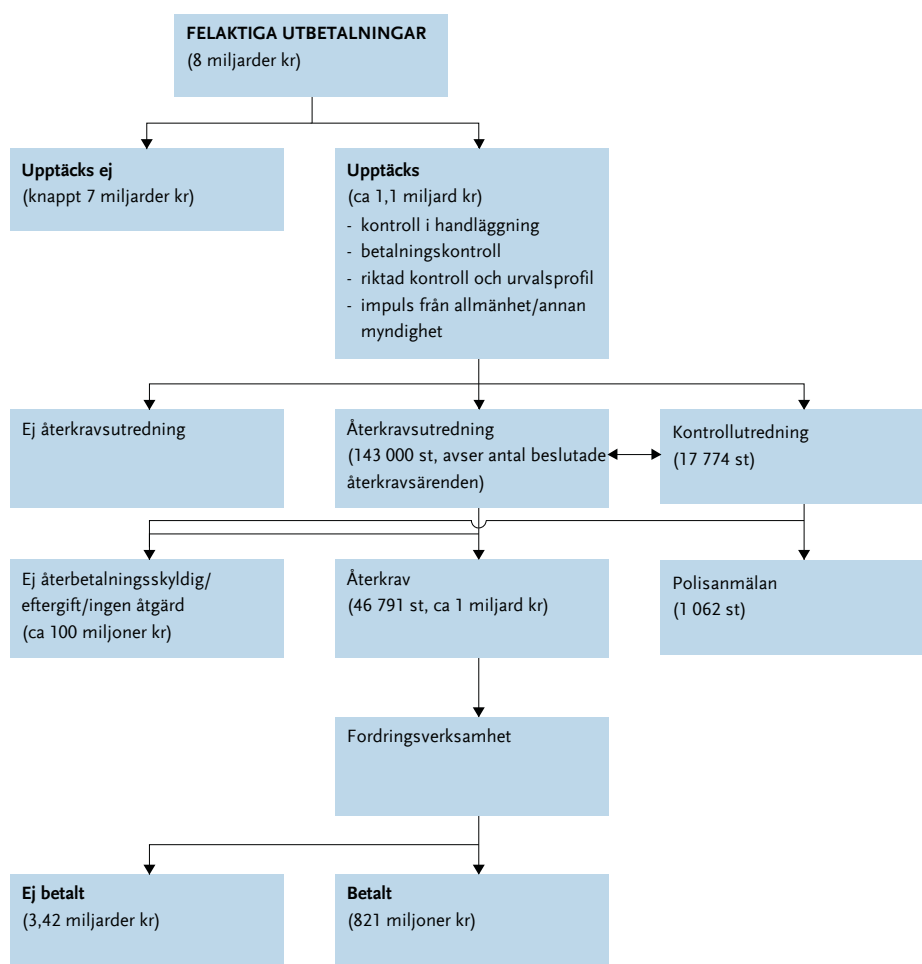 FELAKTIGA UTBETALNINGAR
(8 miljarder kr)
Upptäcks ej
(knappt 7 miljarder kr)
Upptäcks
(ca 1,1 miljard kr)
- kontroll i handläggning
- betalningskontroll
- riktad kontroll och urvalsprofil
- impuls från allmänhet/annan
myndighet
Ej återkravsutredning
Återkravsutredning
(143 000 st, avser antal beslutade
återkravsärenden)
Kontrollutredning
(17 774 st)
Ej återbetalningsskyldig/
eftergift/ingen åtgärd
(ca 100 miljoner kr)
Återkrav
(46 791 st, ca 1 miljard kr)
Polisanmälan
(1 062 st)
Fordringsverksamhet
Ej betalt
(3,42 miljarder kr)
Betalt
(821 miljoner kr)